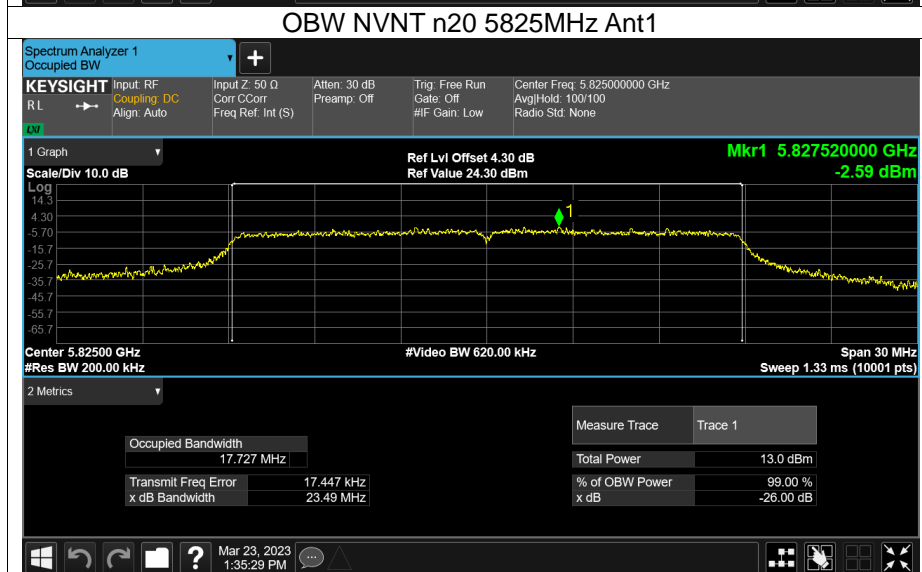 OBW NVNT n20 5825MHz Ant1
Spectrum Analyzer 1
Occupied BW
+
KEYSIGHT Input: RF Input Z: 50 Ω Atten: 30 dB Trig: Free Run Center Freq: 5.825000000 GHz
RL Coupling: DC Corr CCorr Preamp: Off Gate: Off Avg|Hold: 100/100
Align: Auto Freq Ref: Int (S) #IF Gain: Low Radio Std: None
LXI
1 Graph Ref Lvl Offset 4.30 dB Mkr1 5.827520000 GHz
Scale/Div 10.0 dB Ref Value 24.30 dBm -2.59 dBm
Log
14.3
4.30
1
-5.70
-15.7
-25.7
-35.7
-45.7
-55.7
-65.7
Center 5.82500 GHz #Video BW 620.00 kHz Span 30 MHz
#Res BW 200.00 kHz Sweep 1.33 ms (10001 pts)
2 Metrics
Measure Trace Trace 1
Occupied Bandwidth
17.727 MHz Total Power 13.0 dBm
Transmit Freq Error 17.447 kHz % of OBW Power 99.00 %
x dB Bandwidth 23.49 MHz x dB -26.00 dB
? Mar 23, 2023
1:35:29 PM